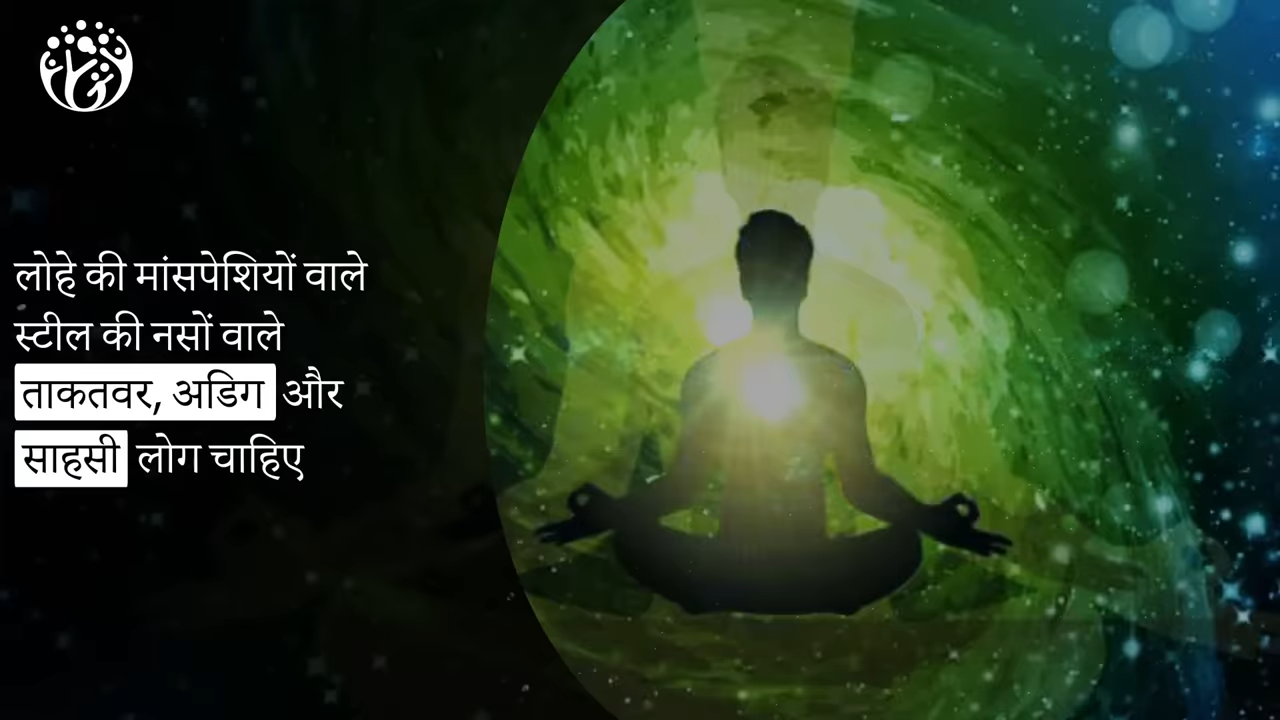 लोहे की मांसपेशियों वाले
स्टील की नसों वाले
ताकतवर, अडिग और
साहसी लोग चाहिए